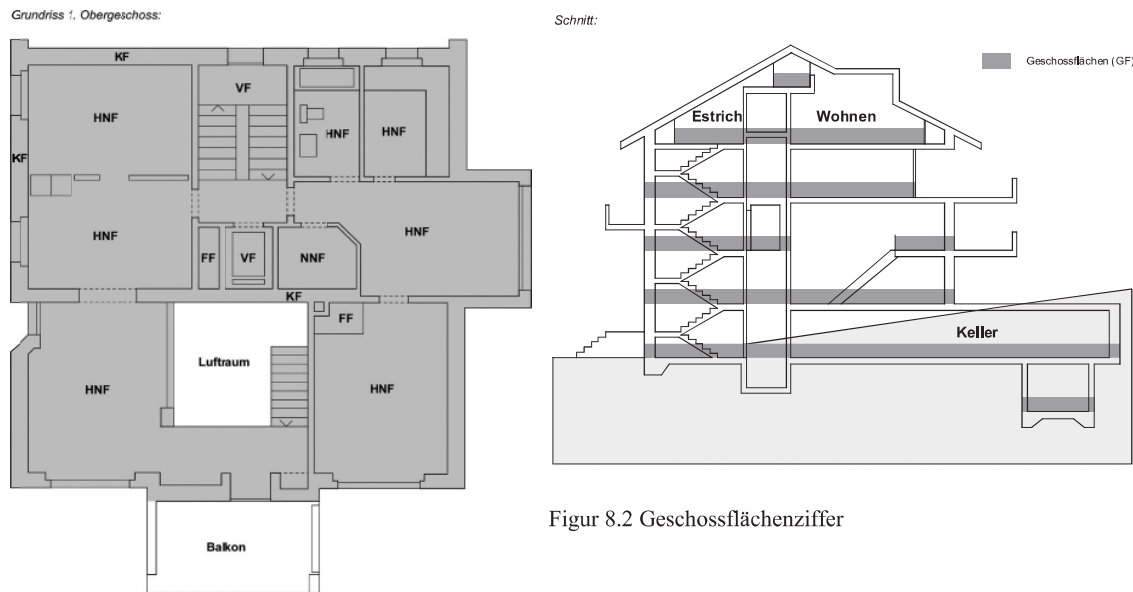 Grundriss 1. Obergeschoss:
KF
HNF
VF
HNF
HNF
KF
HNF
HNF
FF
VF
NNF
KF
FF
Luftraum
HNF
HNF
Balkon
Schnitt:
Geschossflächen (GF)
Estrich
Wohnen
Keller
Figur 8.2 Geschossflächenziffer